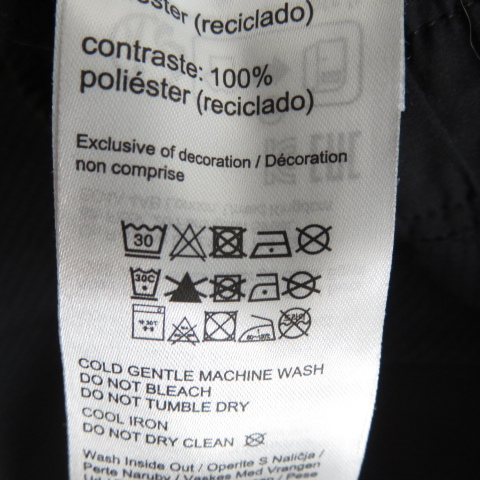 (reciclado)
contraste: 100%
poliéster (reciclado)
Exclusive of decoration / Décoration
non comprise
30
30C
COLD GENTLE MACHINE WASH
DO NOT BLEACH
DO NOT TUMBLE DRY
COOL IRON
DO NOT DRY CLEAN
Wash Inside Out / Operite S Naličja /
Perte Naruby / Vaskes Med Vrangen